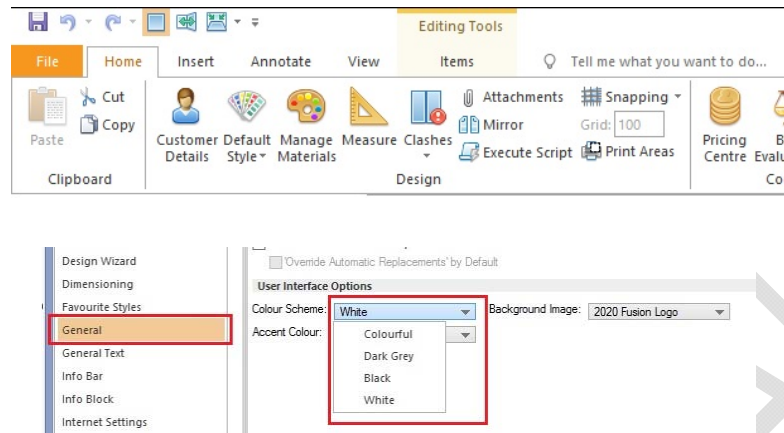 Editing Tools
File Home Insert Annotate View Items Tell me what you want to do...
Cut
Copy
Paste
Customer Details
Default Style
Manage Materials
Measure
Clashes
Attachments
Mirror
Execute Script
Snapping
Grid: 100
Print Areas
Pricing Centre
Clipboard
Design
Design Wizard
Dimensioning
Favourite Styles
General
General Text
Info Bar
Info Block
Internet Settings
'Override Automatic Replacements' by Default
User Interface Options
Colour Scheme: White
Background Image: 2020 Fusion Logo
Accent Colour:
Colourful
Dark Grey
Black
White